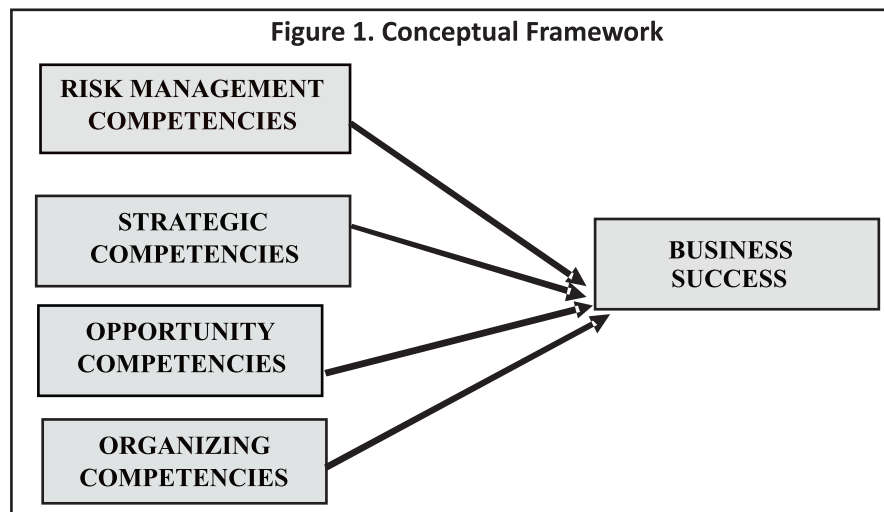 Figure 1. Conceptual Framework
RISK MANAGEMENT
COMPETENCIES
STRATEGIC
COMPETENCIES
OPPORTUNITY
COMPETENCIES
ORGANIZING
COMPETENCIES
BUSINESS
SUCCESS